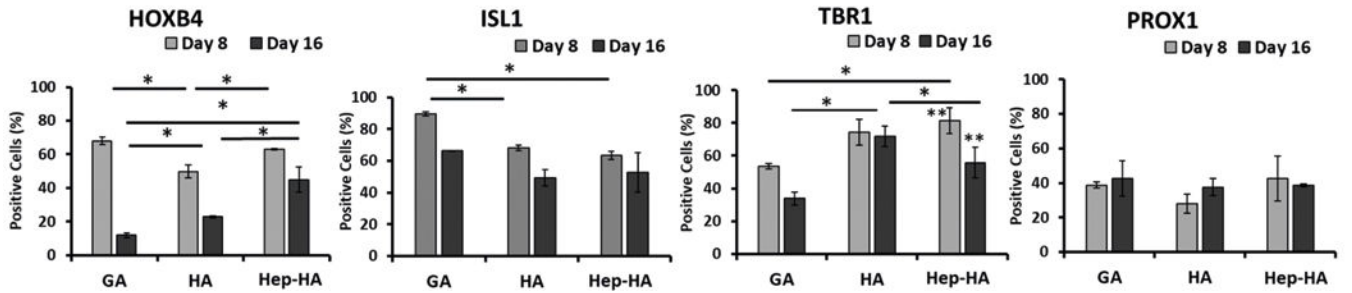 HOXB4
Day 8 Day 16
Positive Cells (%)
100
80
60
40
20
0
* *
*
* *
GA HA Hep-HA
ISL1
Day 8 Day 16
Positive Cells (%)
100
80
60
40
20
0
*
*
GA HA Hep-HA
TBR1
Day 8 Day 16
Positive Cells (%)
100
80
60
40
20
0
*
* *
**
**
GA HA Hep-HA
PROX1
Day 8 Day 16
Positive Cells (%)
100
80
60
40
20
0
GA HA Hep-HA